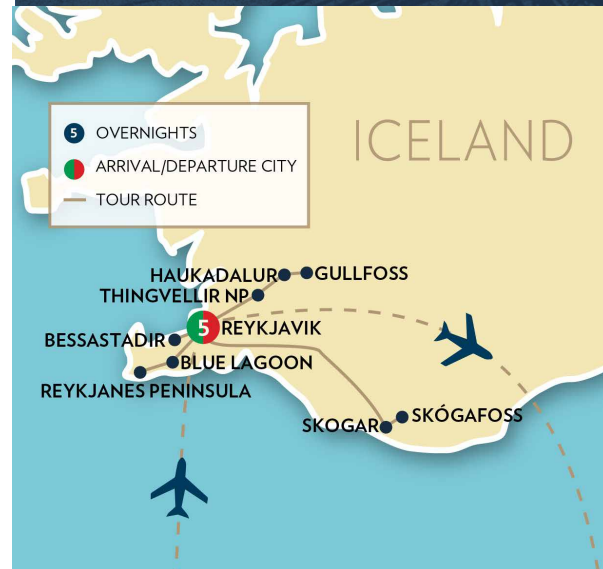 5 OVERNIGHTS
ARRIVAL/DEPARTURE CITY
TOUR ROUTE
ICELAND
HAUKADALUR
GULLFOSS
THINGVELLIR NP
5 REYKJAVIK
BESSASTADIR
BLUE LAGOON
REYKJANES PENINSULA
SKOGAR
SKÓGAFOSS